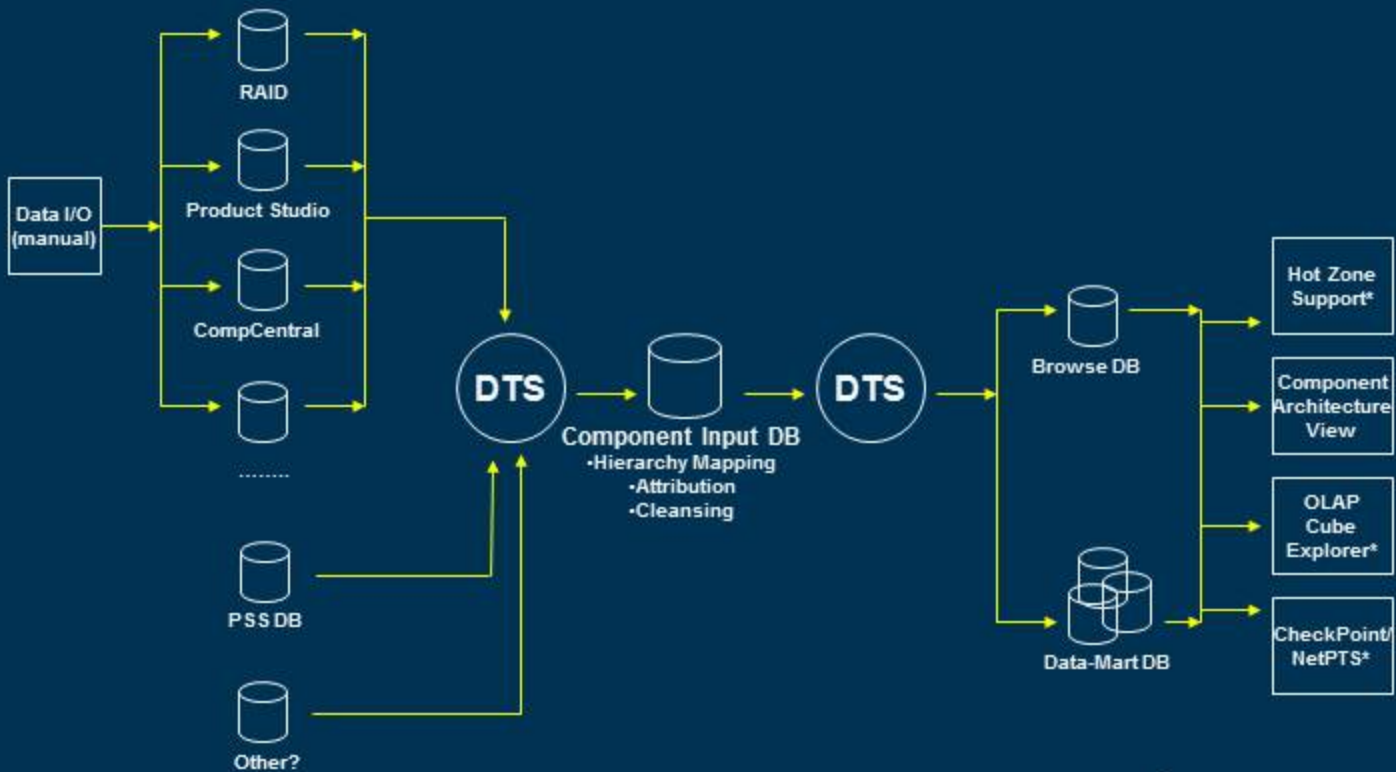 RAID
Product Studio
Data I/O
(manual)
CompCentral
........
PSS DB
Other?
DTS
Component Input DB
•Hierarchy Mapping
•Attribution
•Cleansing
DTS
Browse DB
Data-Mart DB
Hot Zone
Support*
Component
Architecture
View
OLAP
Cube
Explorer*
CheckPoint/
NetPTS*